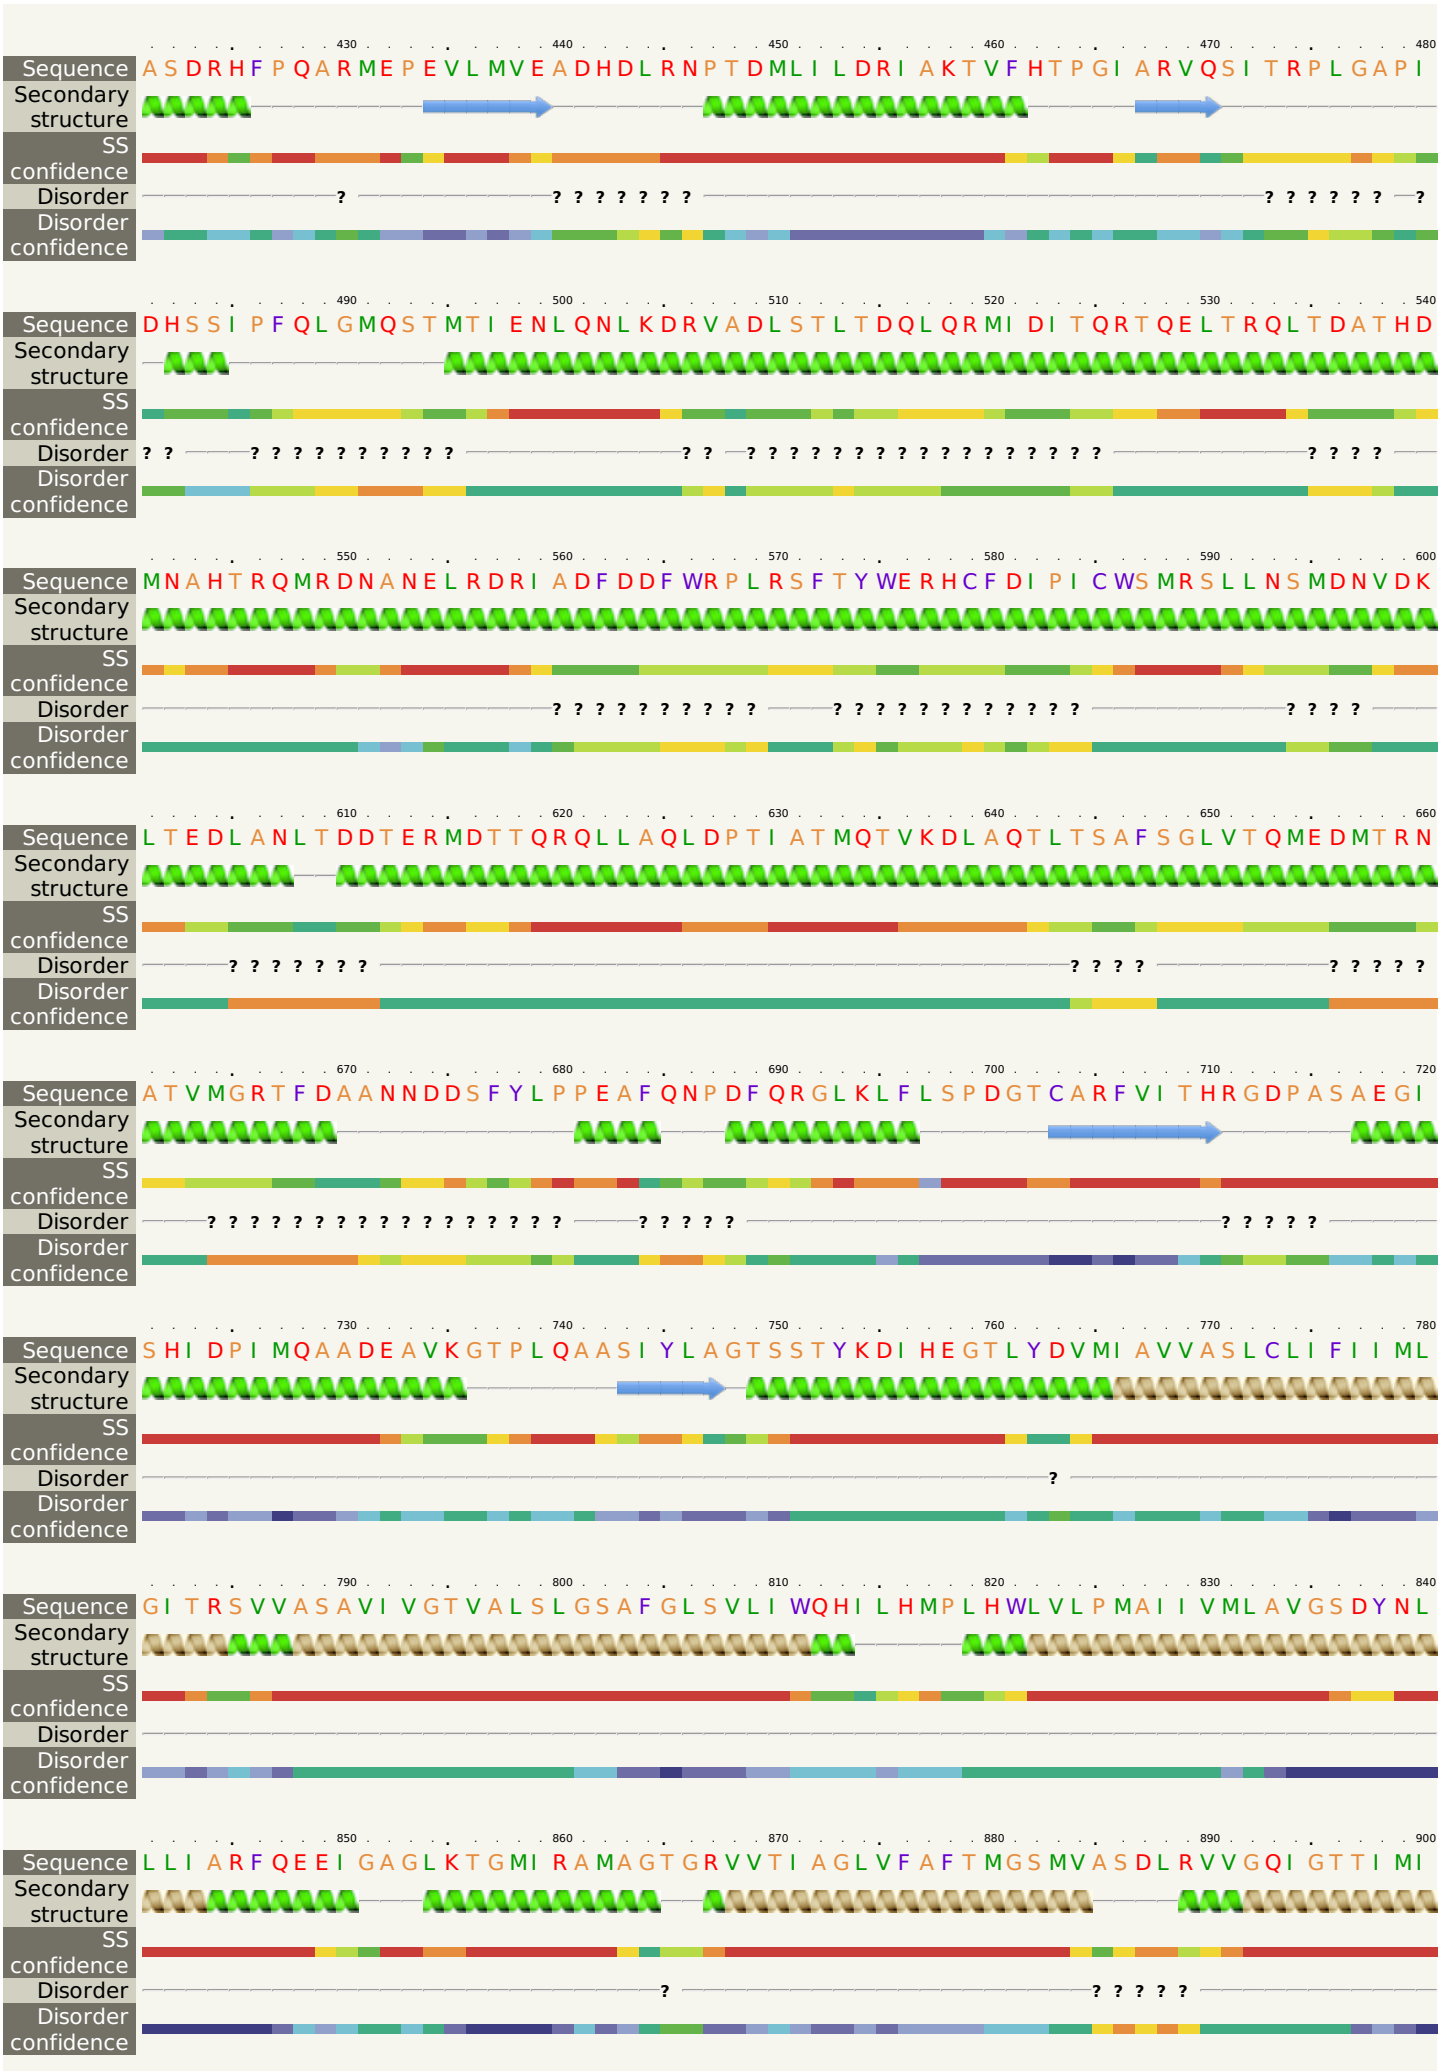 430 440 450 460 470 480
Sequence A S D R H F P Q A R M E P E V L M V E A D H D L R N P T D M L I L D R I A K T V F H T P G I A R V Q S I T R P L G A P I
Secondary
structure
SS
confidence
Disorder ? ? ? ? ? ? ? ? ? ? ? ? ? ? ?
Disorder
confidence
490 500 510 520 530 540
Sequence D H S S I P F Q L G M Q S T M T I E N L Q N L K D R V A D L S T L T D Q L Q R M I D I T Q R T Q E L T R Q L T D A T H D
Secondary
structure
SS
confidence
Disorder ? ? ? ? ? ? ? ? ? ? ? ? ? ? ? ? ? ? ? ? ? ? ? ? ? ? ? ? ? ? ? ? ? ? ?
Disorder
confidence
550 560 570 580 590 600
Sequence M N A H T R Q M R D N A N E L R D R I A D F D D F W R P L R S F T Y W E R H C F D I P I C W S M R S L L N S M D N V D K
Secondary
structure
SS
confidence
Disorder ? ? ? ? ? ? ? ? ? ? ? ? ? ? ? ? ? ? ? ? ? ? ? ? ? ?
Disorder
confidence
610 620 630 640 650 660
Sequence L T E D L A N L T D D T E R M D T T Q R Q L L A Q L D P T I A T M Q T V K D L A Q T L T S A F S G L V T Q M E D M T R N
Secondary
structure
SS
confidence
Disorder ? ? ? ? ? ? ? ? ? ? ? ? ? ? ? ?
Disorder
confidence
670 680 690 700 710 720
Sequence A T V M G R T F D A A N N D D S F Y L P P E A F Q N P D F Q R G L K L F L S P D G T C A R F V I T H R G D P A S A E G I
Secondary
structure
SS
confidence
Disorder ? ? ? ? ? ? ? ? ? ? ? ? ? ? ? ? ? ? ? ? ? ? ? ? ? ? ?
Disorder
confidence
730 740 750 760 770 780
Sequence S H I D P I M Q A A D E A V K G T P L Q A A S I Y L A G T S S T Y K D I H E G T L Y D V M I A V V A S L C L I F I I M L
Secondary
structure
SS
confidence
Disorder ?
Disorder
confidence
790 800 810 820 830 840
Sequence G I T R S V V A S A V I V G T V A L S L G S A F G L S V L I W Q H I L H M P L H W L V L P M A I I V M L A V G S D Y N L
Secondary
structure
SS
confidence
Disorder
Disorder
confidence
850 860 870 880 890 900
Sequence L L I A R F Q E E I G A G L K T G M I R A M A G T G R V V T I A G L V F A F T M G S M V A S D L R V V G Q I G T T I M I
Secondary
structure
SS
confidence
Disorder ? ? ? ? ? ?
Disorder
confidence